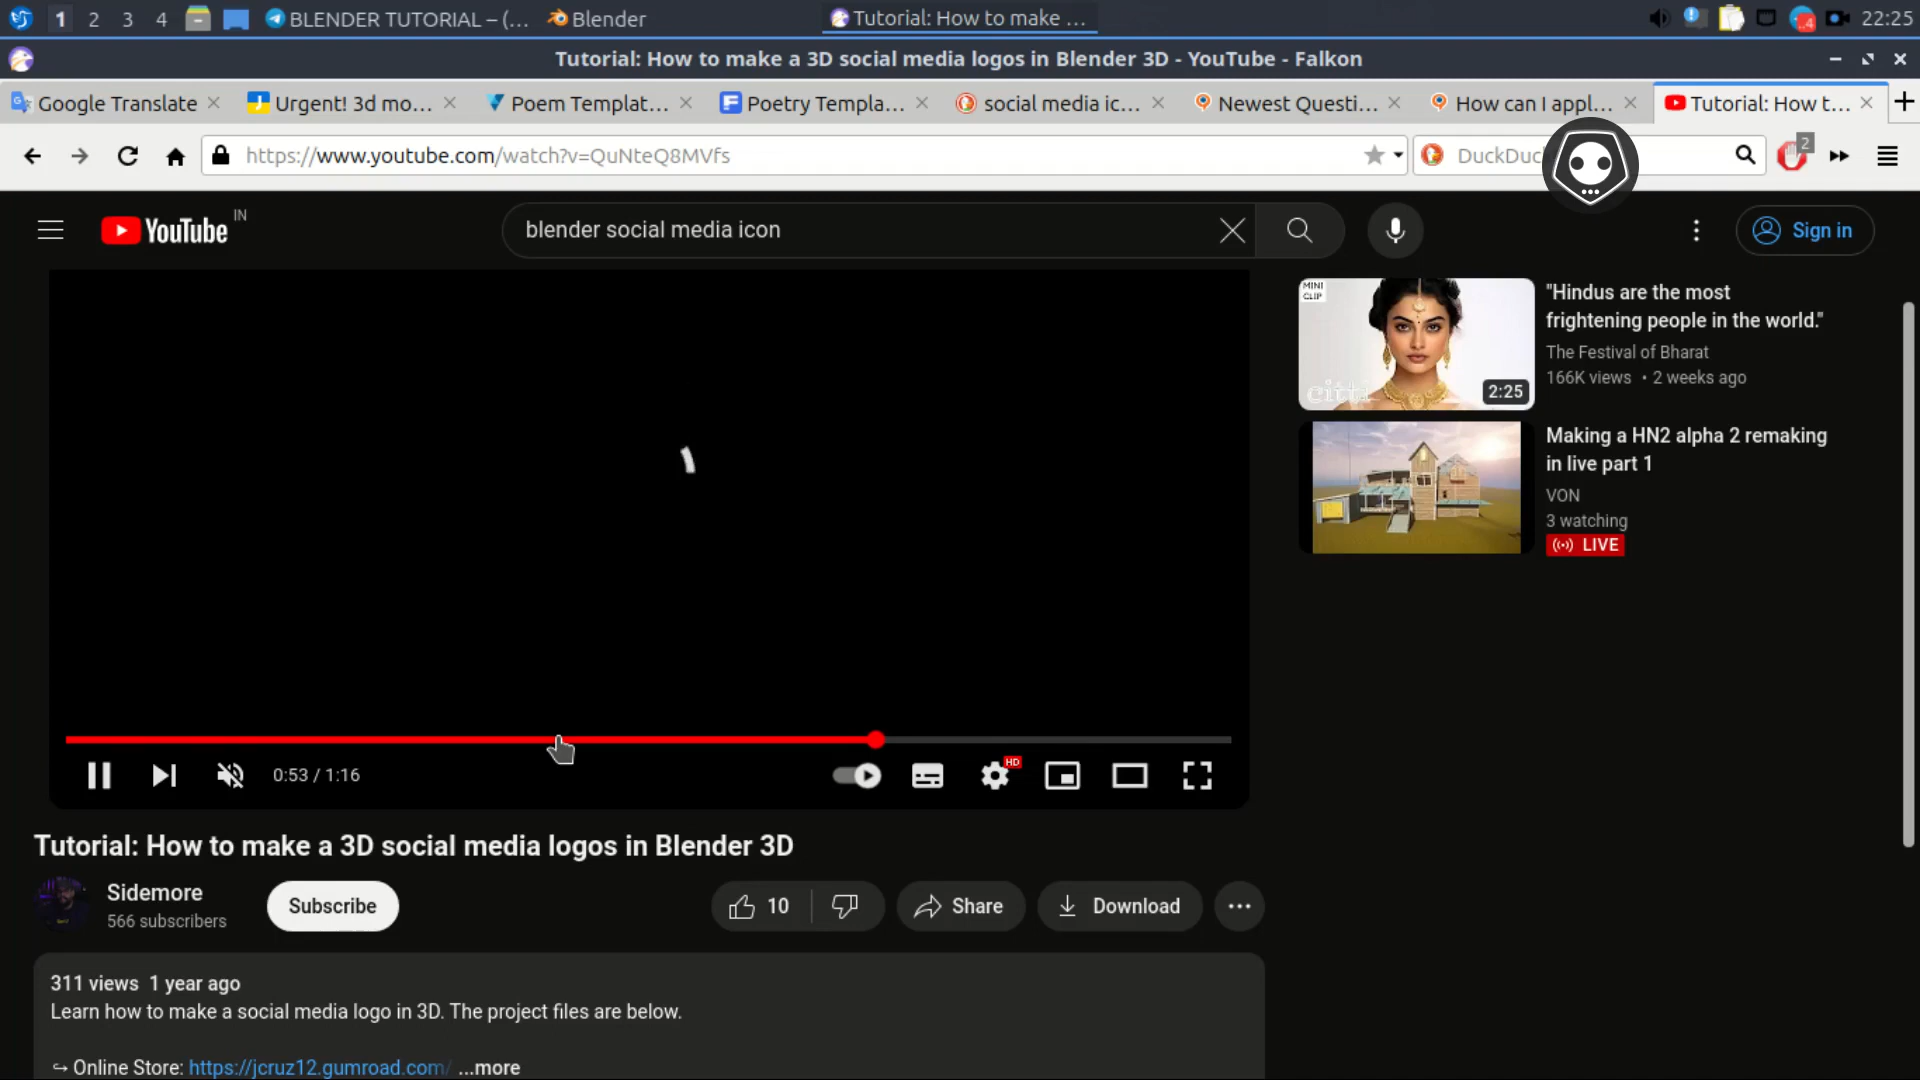 1 2 3 4 BLENDER TUTORIAL – (... Blender Tutorial: How to make ... 4 22:25
Tutorial: How to make a 3D social media logos in Blender 3D - YouTube - Falkon
Google Translate Urgent! 3d mo... Poem Templat... Poetry Templa... social media ic... Newest Questi... How can I appl... Tutorial: How t...
https://www.youtube.com/watch?v=QuNteQ8MVfs DuckDuc 2
YouTube IN blender social media icon Sign in
MINI CLIP
citti
2:25
"Hindus are the most
frightening people in the world."
The Festival of Bharat
166K views • 2 weeks ago
Making a HN2 alpha 2 remaking
in live part 1
VON
3 watching
LIVE
0:53 / 1:16 HD
Tutorial: How to make a 3D social media logos in Blender 3D
Sidemore
566 subscribers
Subscribe
10 Share Download
311 views 1 year ago
Learn how to make a social media logo in 3D. The project files are below.
↪ Online Store: https://jcruz12.gumroad.com/ ...more